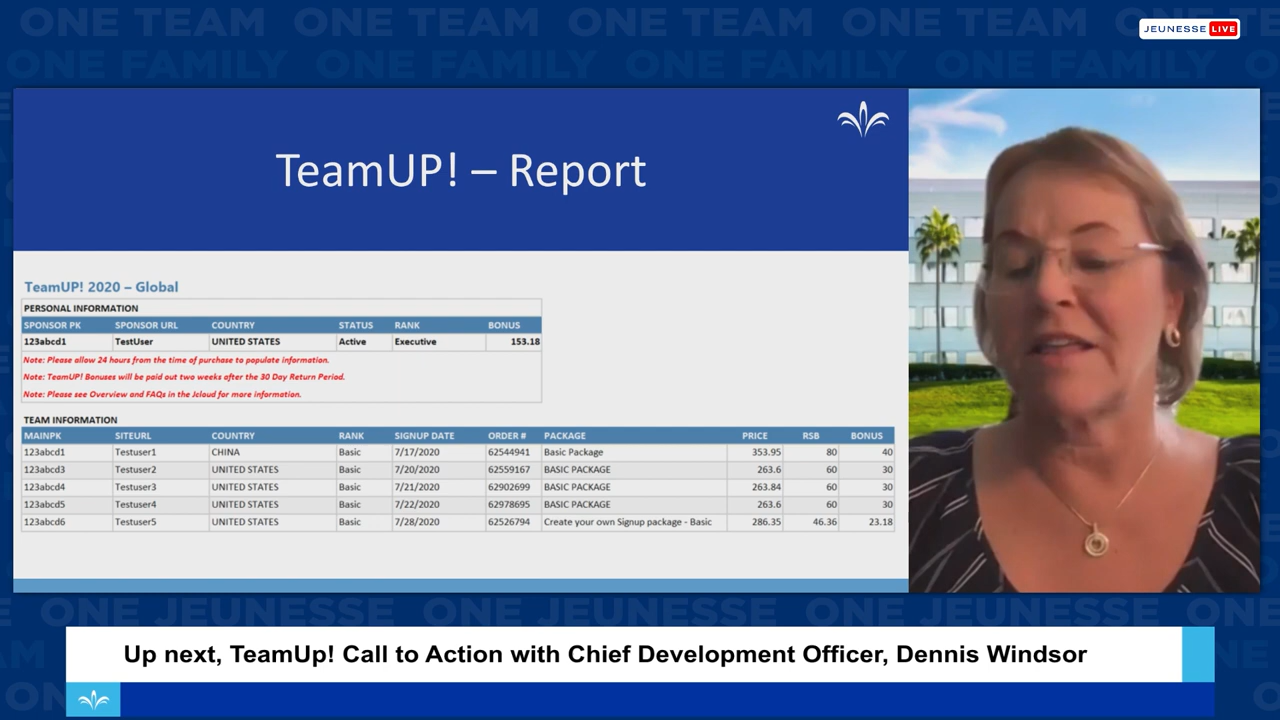 ONE TEAM ONE TEAM ONE TEAM ONE TEAM
JEUNESSE LIVE
ONE FAMILY ONE FAMILY ONE FAMILY ONE FAMILY
TeamUP! – Report
TeamUP! 2020 – Global
PERSONAL INFORMATION
SPONSOR PK SPONSOR URL COUNTRY STATUS RANK BONUS
123abcd1 TestUser UNITED STATES Active Executive 153.18
Note: Please allow 24 hours from the time of purchase to populate information.
Note: TeamUP! Bonuses will be paid out two weeks after the 30 Day Return Period.
Note: Please see Overview and FAQs in the Jcloud for more information.
TEAM INFORMATION
MAINPK SITEURL COUNTRY RANK SIGNUP DATE ORDER # PACKAGE PRICE RSB BONUS
123abcd1 Testuser1 CHINA Basic 7/17/2020 62544941 Basic Package 353.95 80 40
123abcd3 Testuser2 UNITED STATES Basic 7/20/2020 62559167 BASIC PACKAGE 263.6 60 30
123abcd4 Testuser3 UNITED STATES Basic 7/21/2020 62902699 BASIC PACKAGE 263.84 60 30
123abcd5 Testuser4 UNITED STATES Basic 7/22/2020 62978695 BASIC PACKAGE 263.6 60 30
123abcd6 Testuser5 UNITED STATES Basic 7/28/2020 62526794 Create your own Signup package - Basic 286.35 46.36 23.18
ONE JEUNESSE ONE JEUNESSE ONE JEUNESSE ONE
Up next, TeamUp! Call to Action with Chief Development Officer, Dennis Windsor